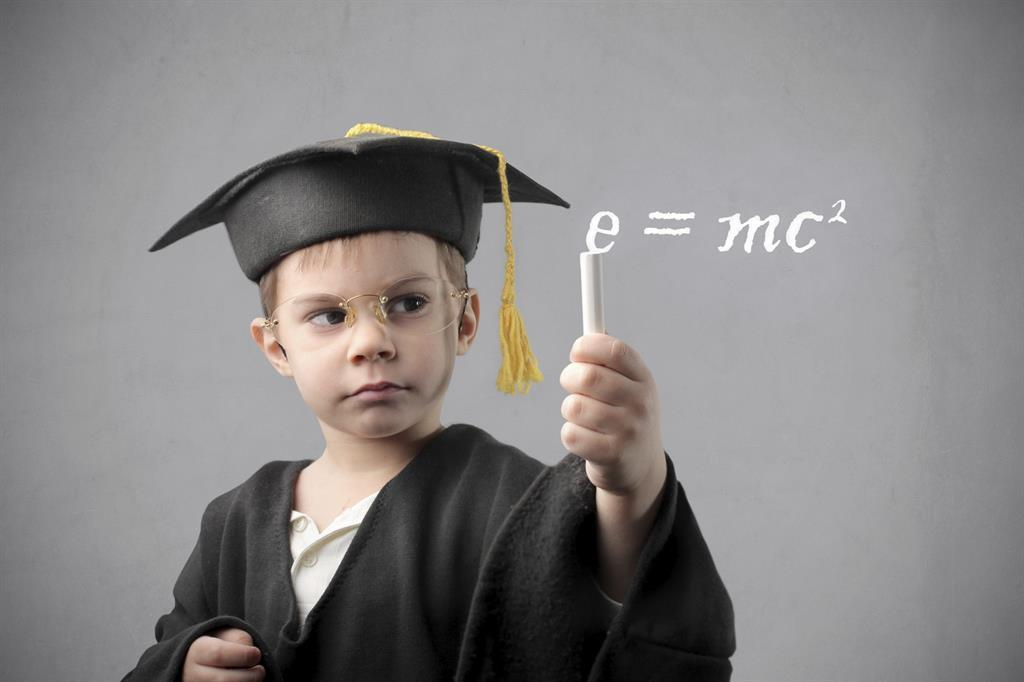 e = mc²